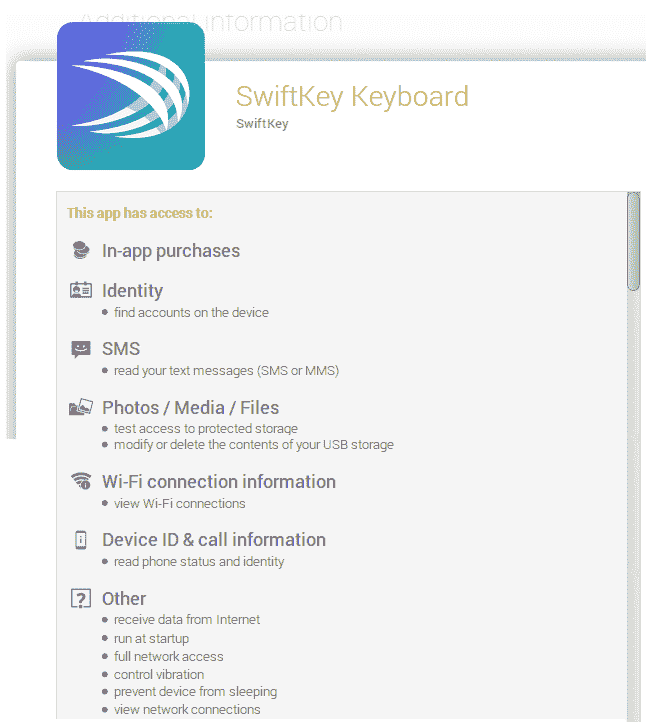 Additional information
SwiftKey Keyboard
SwiftKey
This app has access to:
In-app purchases
Identity
find accounts on the device
SMS
read your text messages (SMS or MMS)
Photos / Media / Files
test access to protected storage
modify or delete the contents of your USB storage
Wi-Fi connection information
view Wi-Fi connections
Device ID & call information
read phone status and identity
Other
receive data from Internet
run at startup
full network access
control vibration
prevent device from sleeping
view network connections